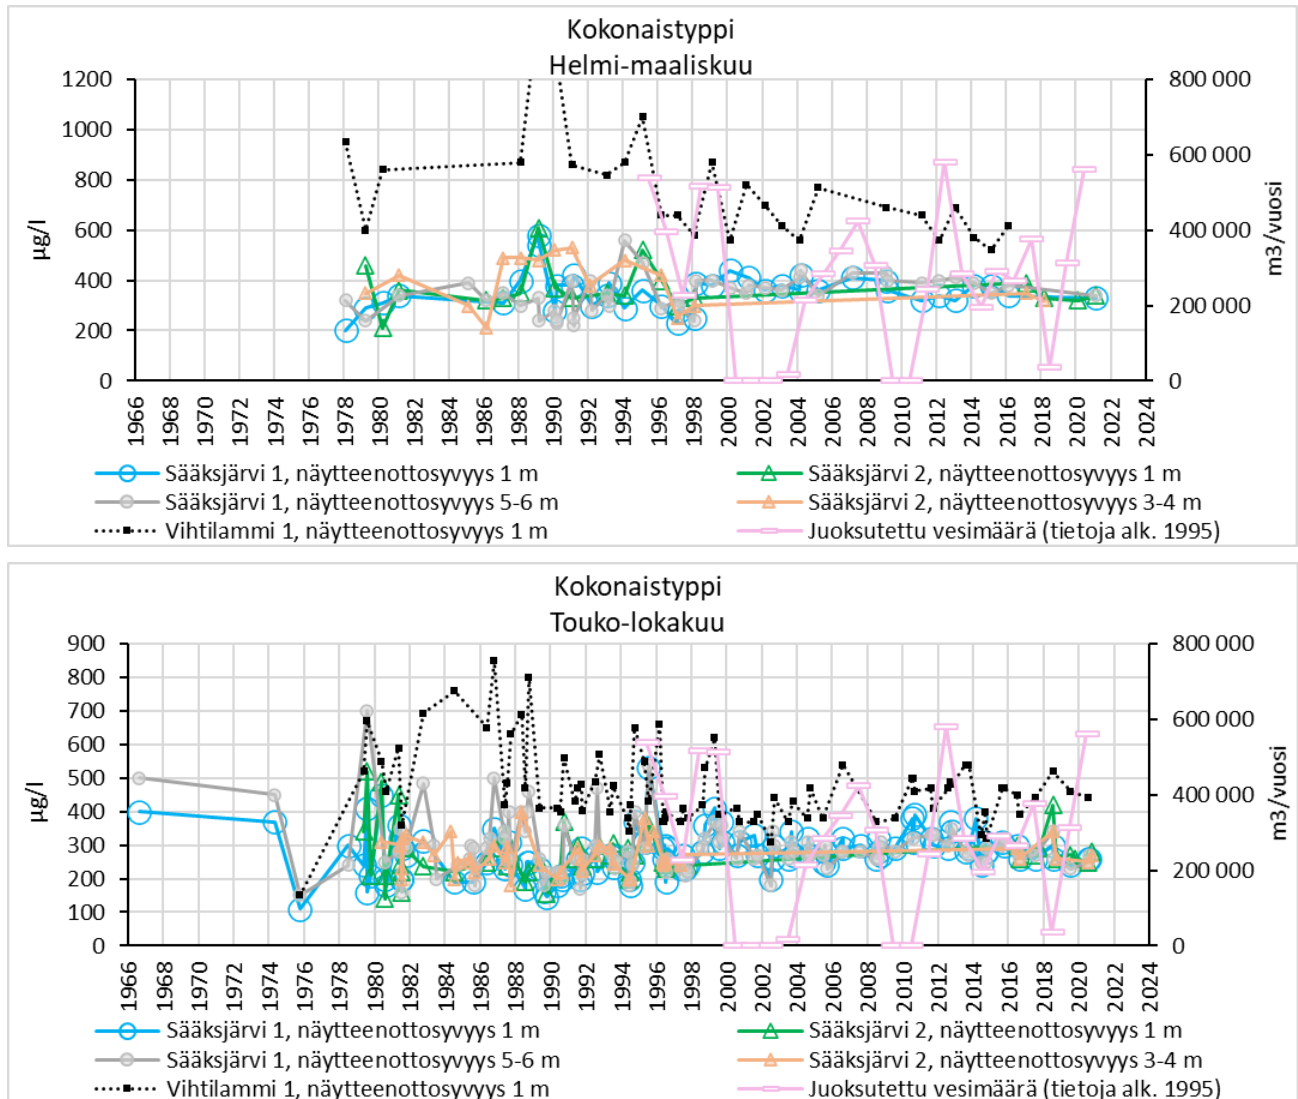 Kokonaistyppi
Helmi-maaliskuu
1200
1000
800
600
400
200
0
µg/l
800 000
600 000
400 000
200 000
0
m3/vuosi
1966 1968 1970 1972 1974 1976 1978 1980 1982 1984 1986 1988 1990 1992 1994 1996 1998 2000 2002 2004 2006 2008 2010 2012 2014 2016 2018 2020 2022 2024
Sääksjärvi 1, näytteenottosyvyys 1 m
Sääksjärvi 2, näytteenottosyvyys 1 m
Sääksjärvi 1, näytteenottosyvyys 5-6 m
Sääksjärvi 2, näytteenottosyvyys 3-4 m
Vihtilammi 1, näytteenottosyvyys 1 m
Juoksutettu vesimäärä (tietoja alk. 1995)
Kokonaistyppi
Touko-lokakuu
900
800
700
600
500
400
300
200
100
0
µg/l
800 000
600 000
400 000
200 000
0
m3/vuosi
1966 1968 1970 1972 1974 1976 1978 1980 1982 1984 1986 1988 1990 1992 1994 1996 1998 2000 2002 2004 2006 2008 2010 2012 2014 2016 2018 2020 2022 2024
Sääksjärvi 1, näytteenottosyvyys 1 m
Sääksjärvi 2, näytteenottosyvyys 1 m
Sääksjärvi 1, näytteenottosyvyys 5-6 m
Sääksjärvi 2, näytteenottosyvyys 3-4 m
Vihtilammi 1, näytteenottosyvyys 1 m
Juoksutettu vesimäärä (tietoja alk. 1995)